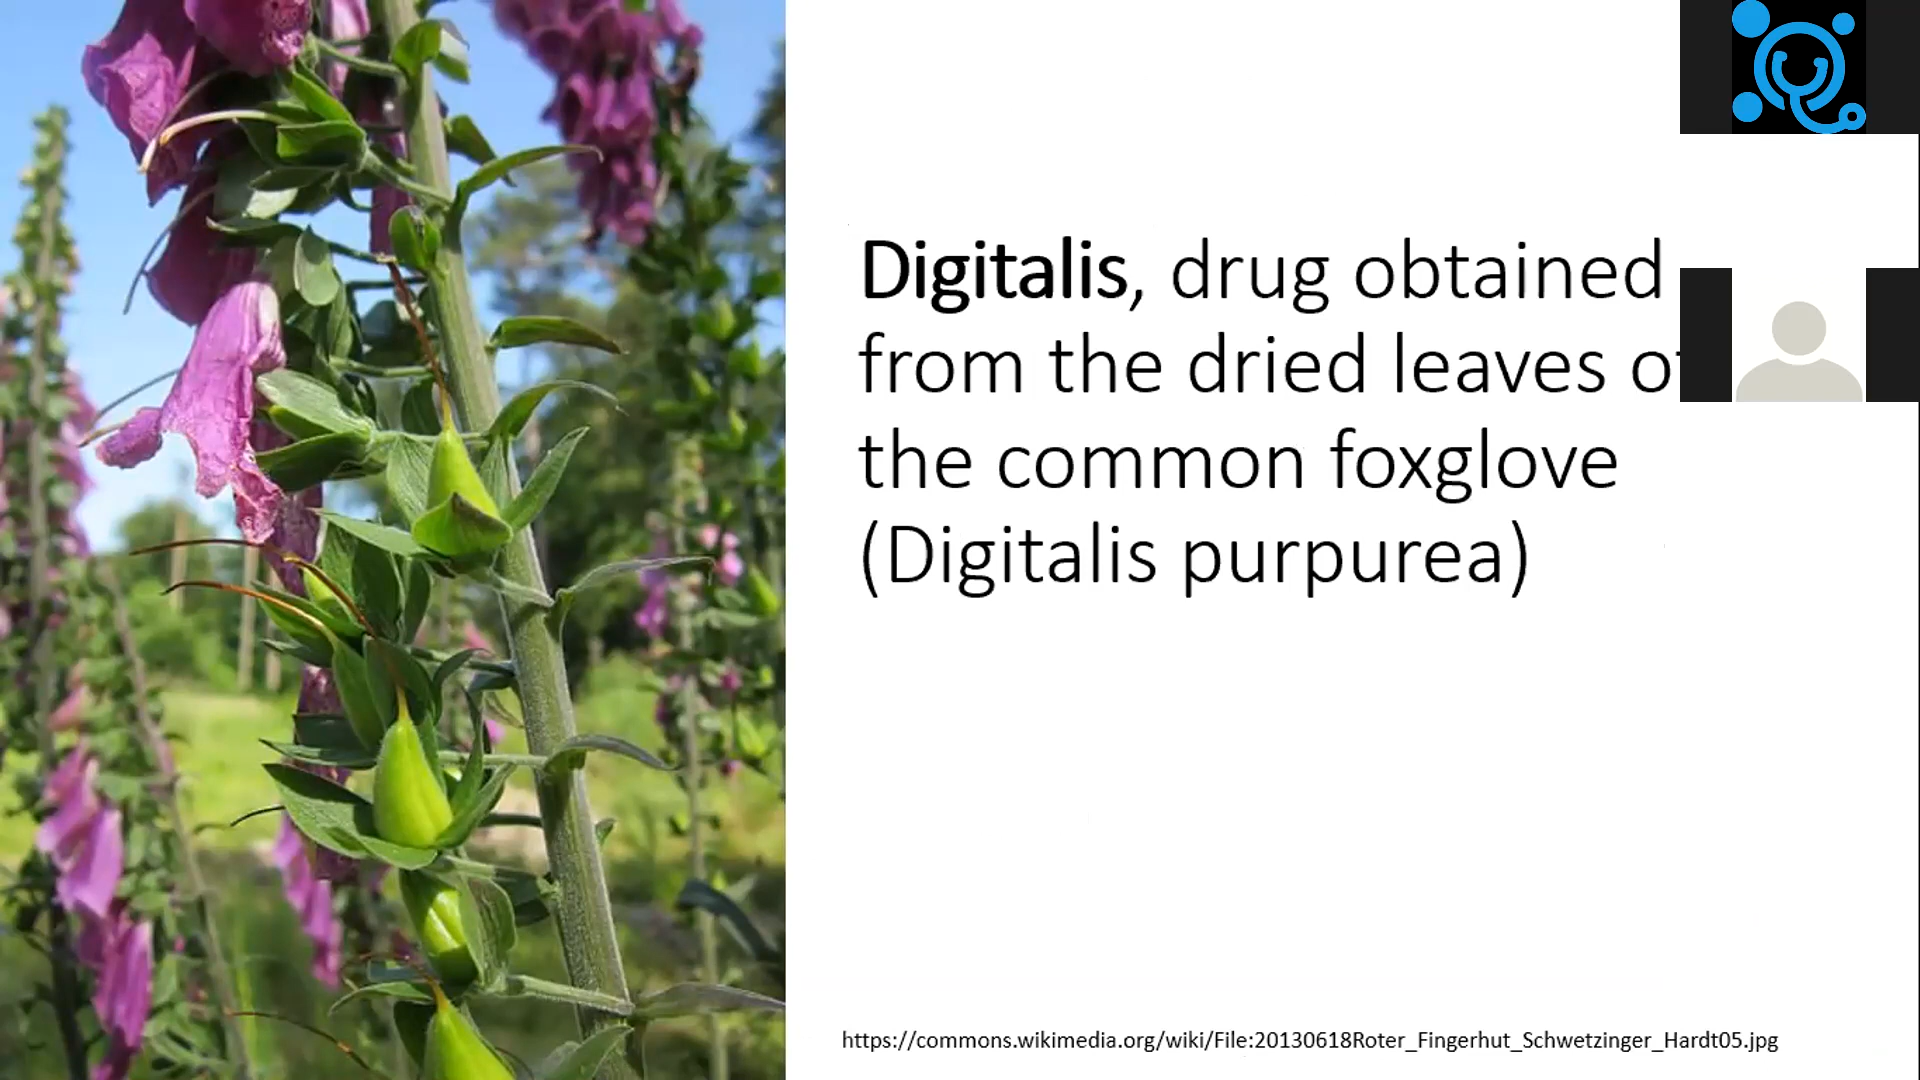 Digitalis, drug obtained
from the dried leaves of
the common foxglove
(Digitalis purpurea)
https://commons.wikimedia.org/wiki/File:20130618Roter_Fingerhut_Schwetzinger_Hardt05.jpg